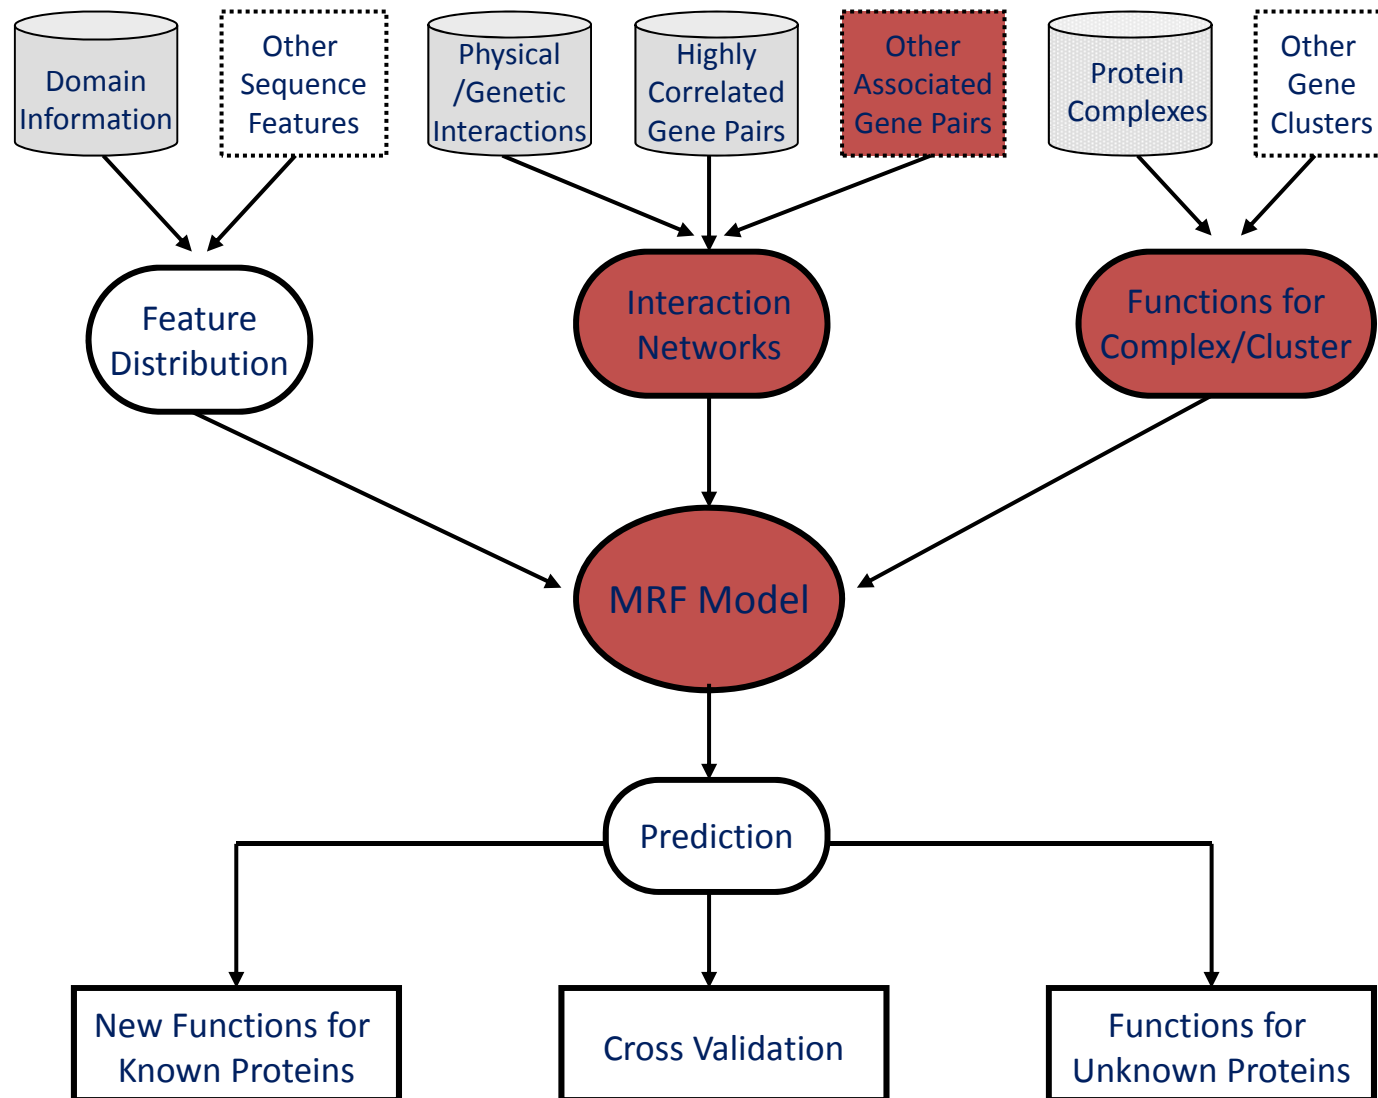 Domain
Information
Other
Sequence
Features
Physical
/Genetic
Interactions
Highly
Correlated
Gene Pairs
Other
Associated
Gene Pairs
Protein
Complexes
Other
Gene
Clusters
Feature
Distribution
Interaction
Networks
Functions for
Complex/Cluster
MRF Model
Prediction
New Functions for
Known Proteins
Cross Validation
Functions for
Unknown Proteins